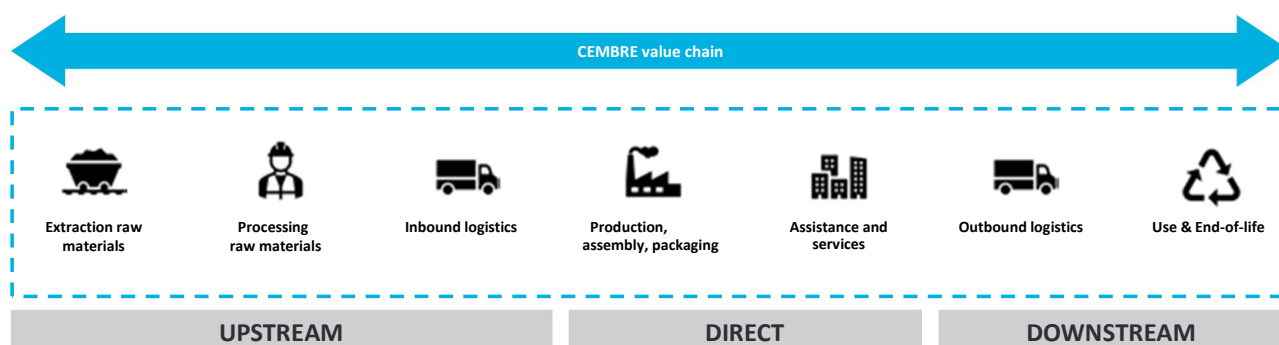 CEMBRE value chain
Extraction raw
materials
Processing
raw materials
Inbound logistics
Production,
assembly, packaging
Assistance and
services
Outbound logistics
Use & End-of-life
UPSTREAM
DIRECT
DOWNSTREAM